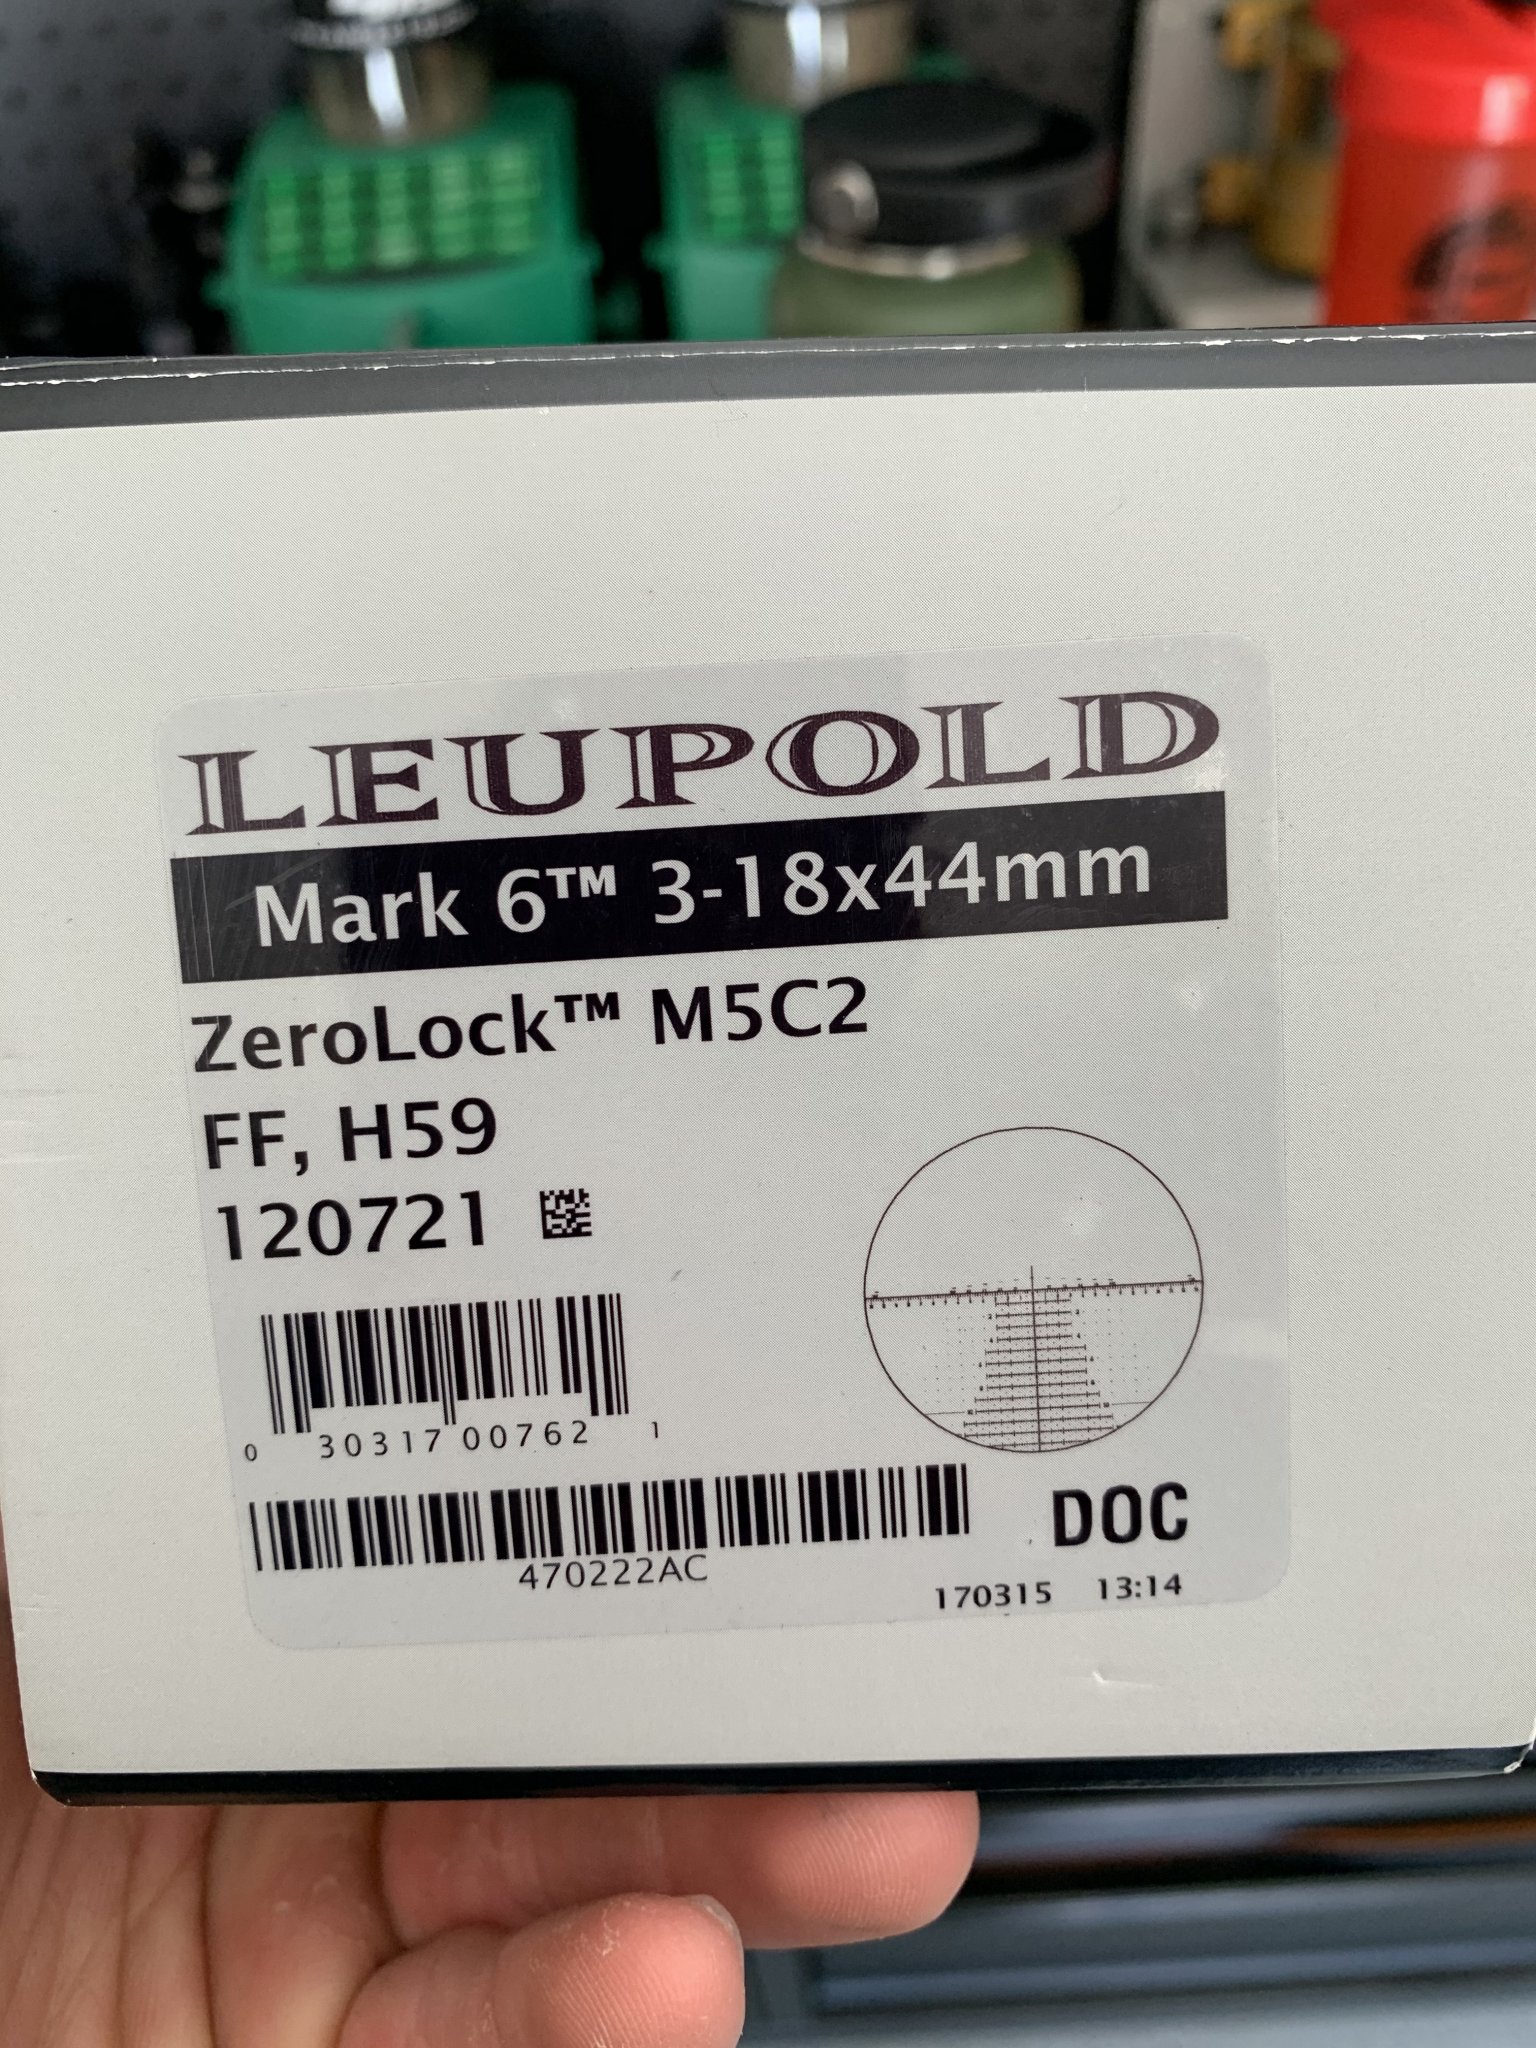 LEUPOLD
Mark 6™ 3-18x44mm
ZeroLock™ M5C2
FF, H59
120721
0 30317 00762 1
470222AC
DOC
170315 13:14